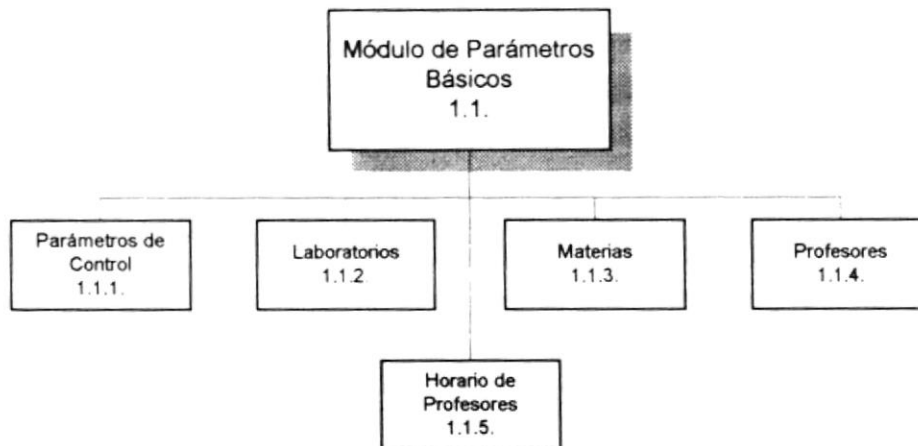 Módulo de Parámetros
Básicos
1.1.
Parámetros de
Control
1.1.1.
Laboratorios
1.1.2.
Materias
1.1.3.
Profesores
1.1.4.
Horario de
Profesores
1.1.5.